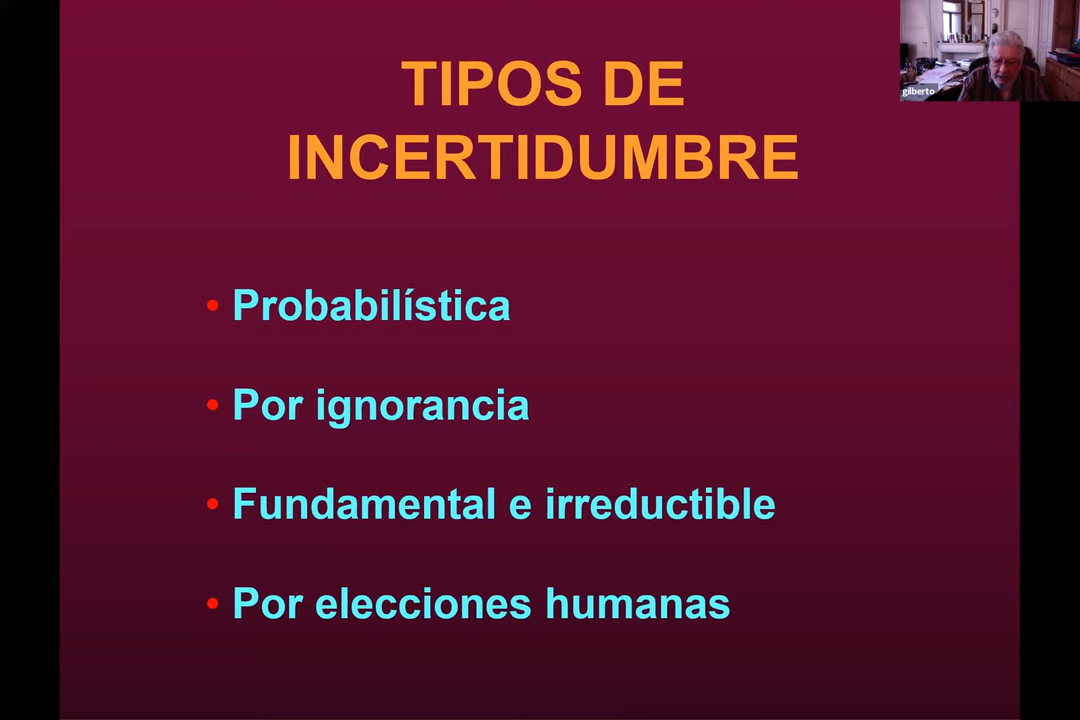 TIPOS DE
INCERTIDUMBRE
• Probabilística
• Por ignorancia
• Fundamental e irreductible
• Por elecciones humanas
gilberto